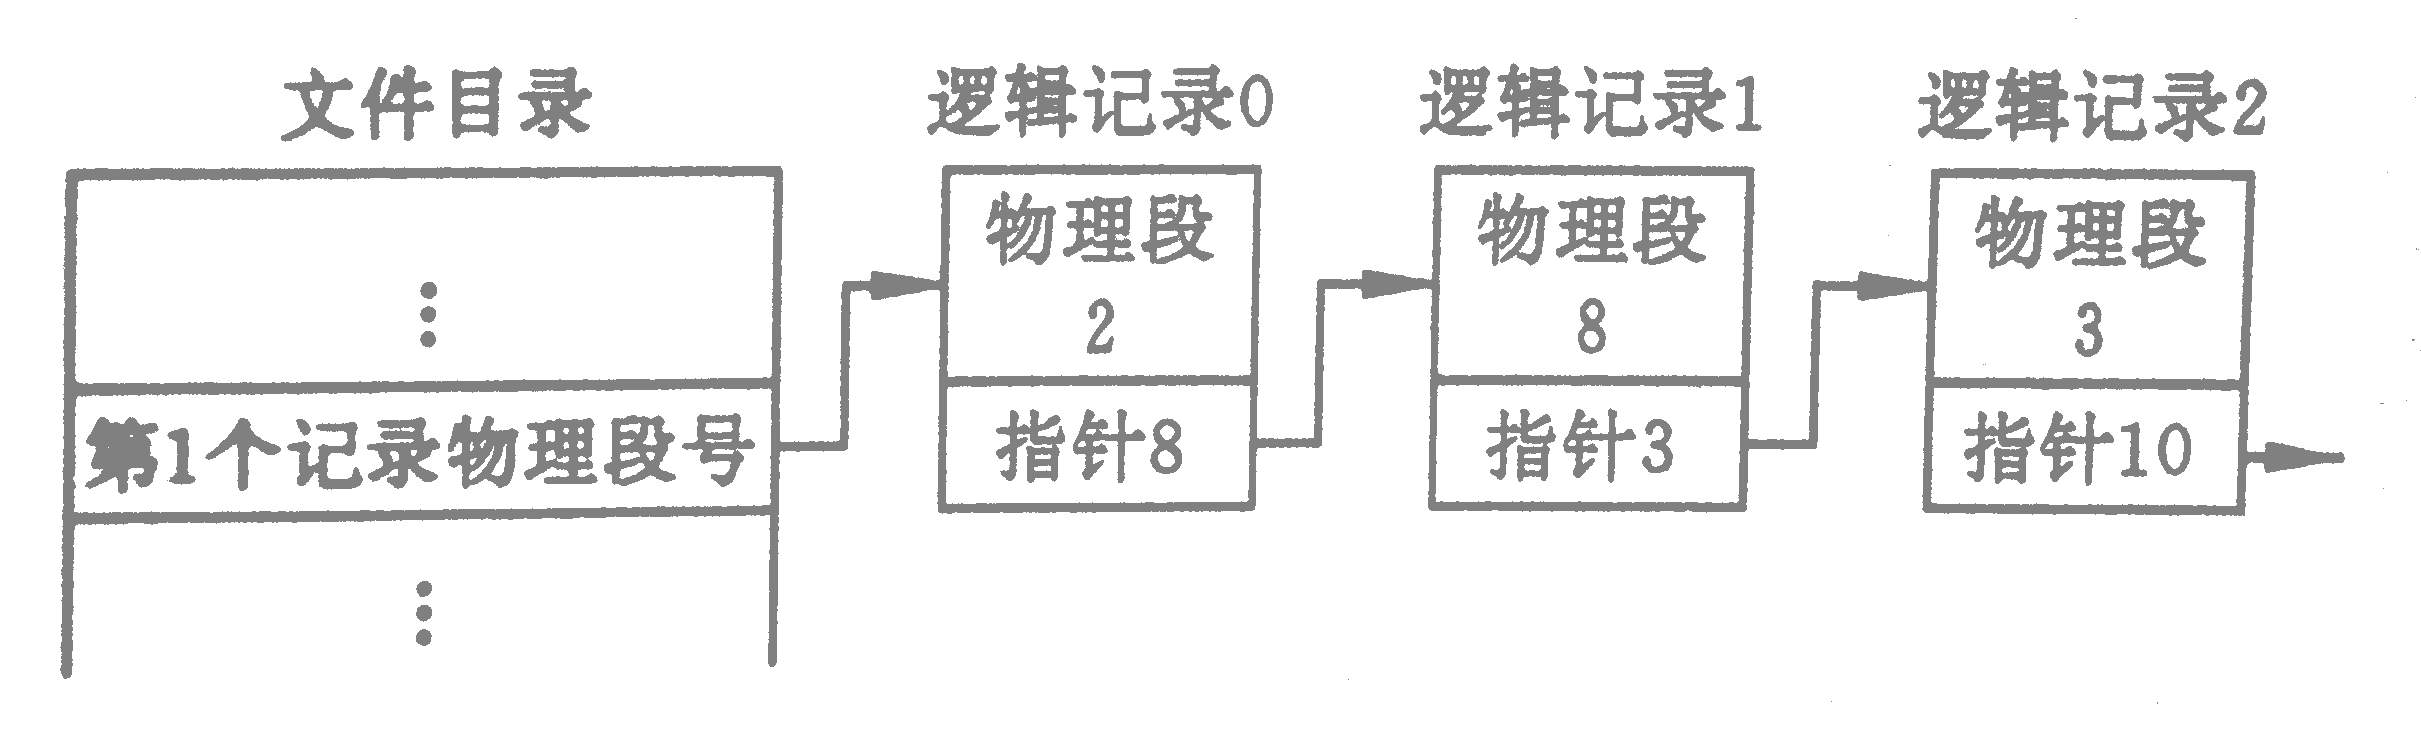 文件目录
第1个记录物理段号
逻辑记录0
物理段
2
指针8
逻辑记录1
物理段
8
指针3
逻辑记录2
物理段
3
指针10